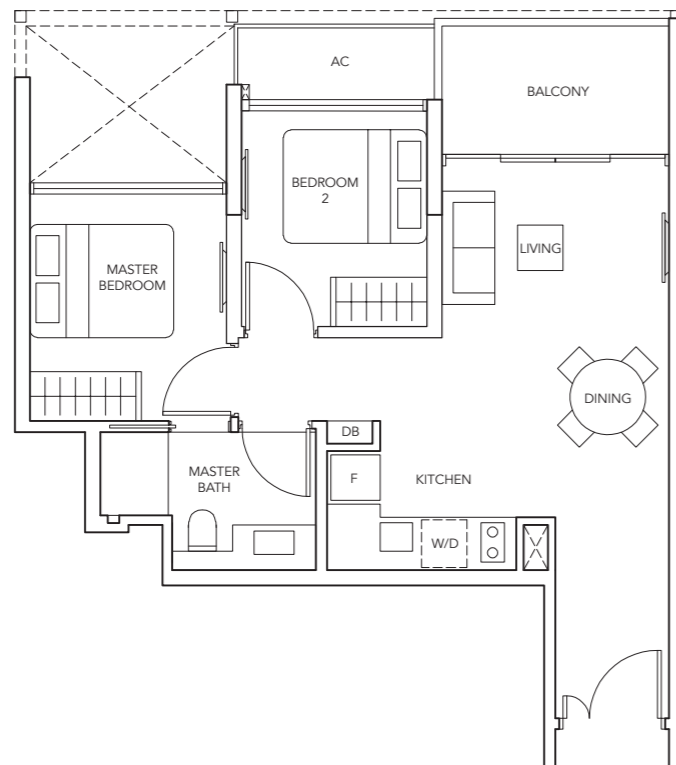 AC
BALCONY
BEDROOM
2
LIVING
MASTER
BEDROOM
DINING
DB
MASTER
BATH
F
KITCHEN
W/D